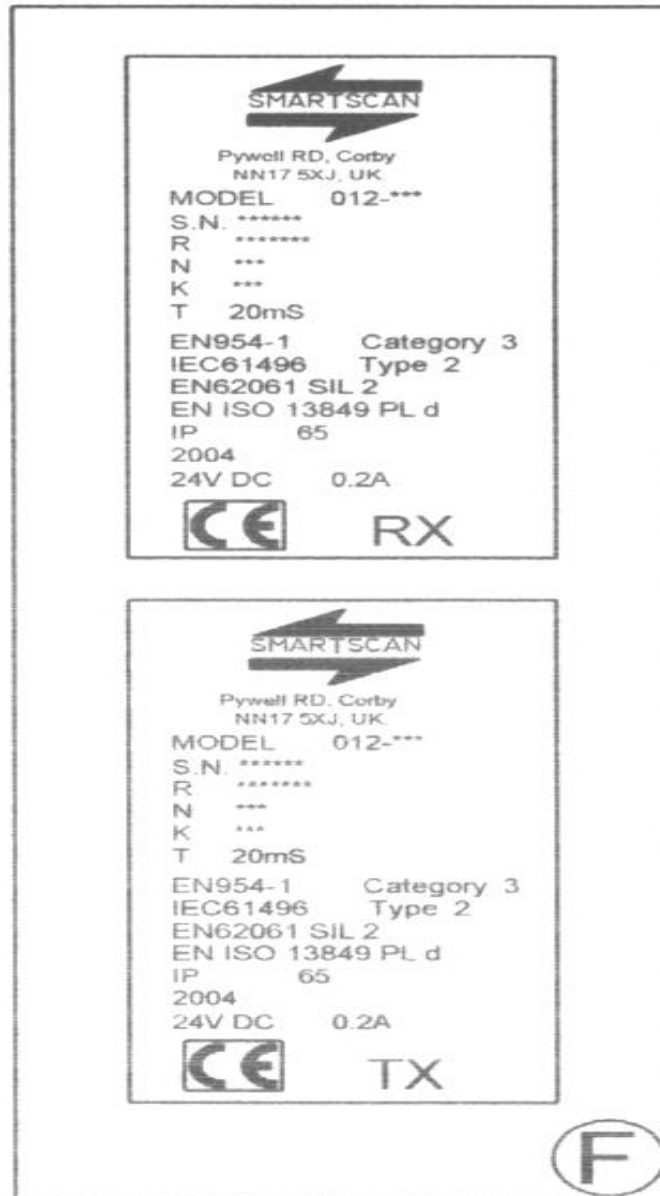 SMARTSCAN
Pywell RD, Corby
NN17 5XJ, UK.
MODEL 012-***
S.N. ******
R *******
N ***
K ***
T 20mS
EN954-1 Category 3
IEC61496 Type 2
EN62061 SIL 2
EN ISO 13849 PL d
IP 65
2004
24V DC 0.2A
CE RX
SMARTSCAN
Pywell RD, Corby
NN17 5XJ, UK.
MODEL 012-***
S.N. ******
R *******
N ***
K ***
T 20mS
EN954-1 Category 3
IEC61496 Type 2
EN62061 SIL 2
EN ISO 13849 PL d
IP 65
2004
24V DC 0.2A
CE TX
F